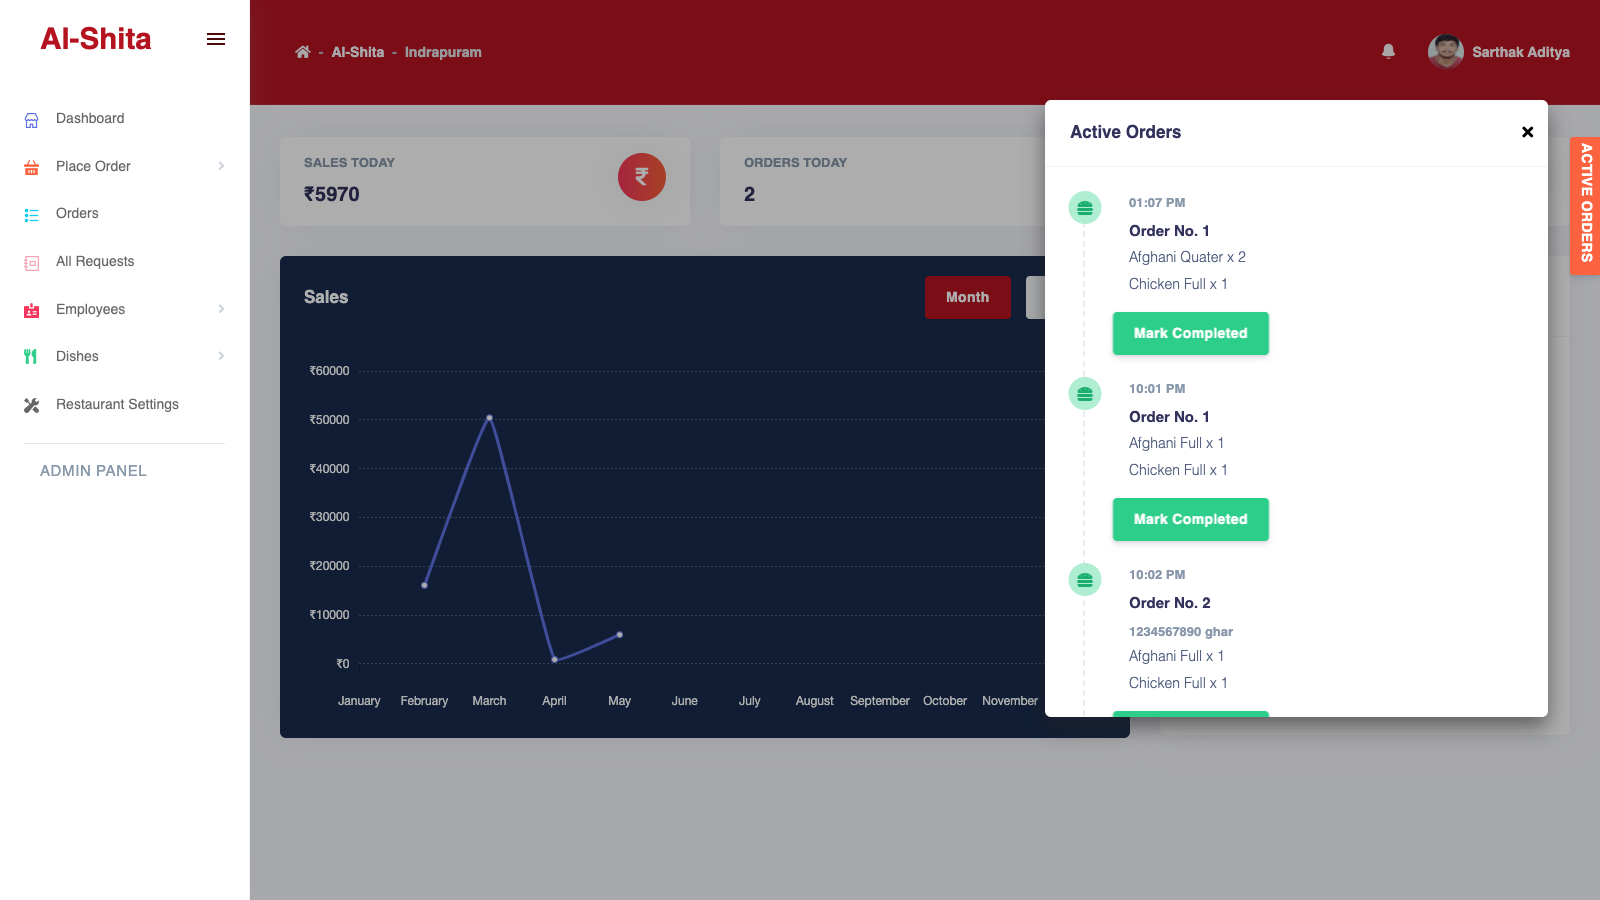 Al-Shita
Dashboard
Place Order
Orders
All Requests
Employees
Dishes
Restaurant Settings
ADMIN PANEL
- Al-Shita - Indrapuram
Sarthak Aditya
SALES TODAY
₹5970
₹
ORDERS TODAY
2
Sales
Month
₹60000
₹50000
₹40000
₹30000
₹20000
₹10000
₹0
January February March April May June July August September October November
Active Orders
01:07 PM
Order No. 1
Afghani Quater x 2
Chicken Full x 1
Mark Completed
10:01 PM
Order No. 1
Afghani Full x 1
Chicken Full x 1
Mark Completed
10:02 PM
Order No. 2
1234567890 ghar
Afghani Full x 1
Chicken Full x 1
ACTIVE ORDERS